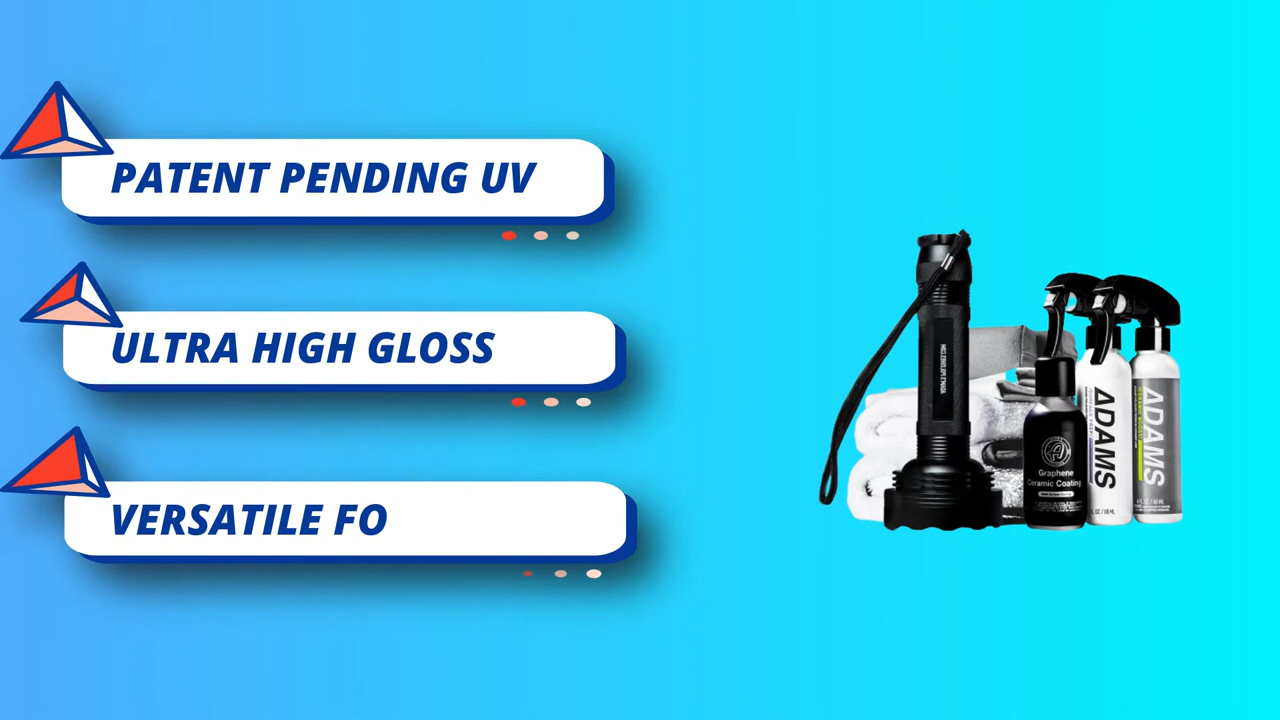 PATENT PENDING UV
ULTRA HIGH GLOSS
VERSATILE FO
Graphene
Ceramic Coating
ADAMS
ADAMS